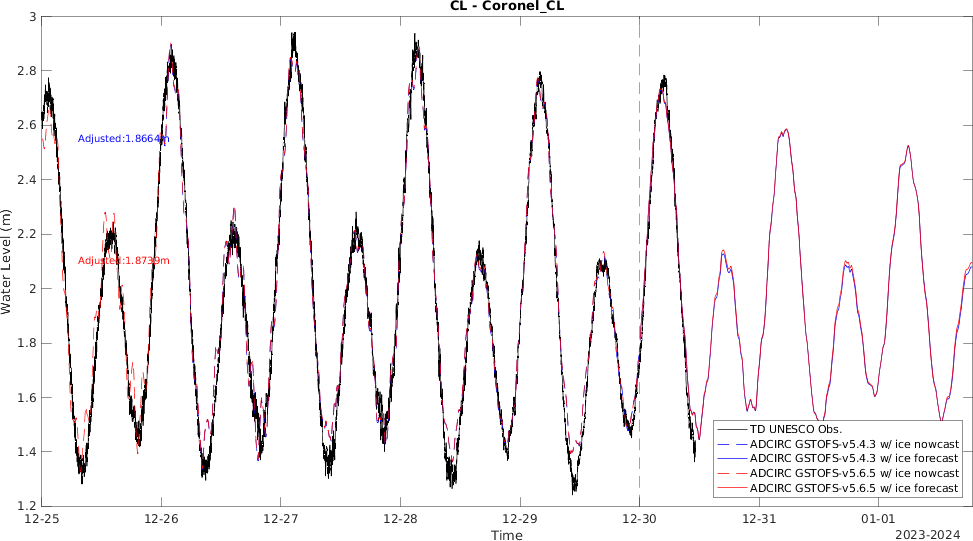 CL - Coronel_CL
3
2.8
2.6
2.4
2.2
2
1.8
1.6
1.4
1.2
Water Level (m)
Adjusted:1.8664m
Adjusted:1.8739m
TD UNESCO Obs.
ADCIRC GSTOFS-v5.4.3 w/ ice nowcast
ADCIRC GSTOFS-v5.4.3 w/ ice forecast
ADCIRC GSTOFS-v5.6.5 w/ ice nowcast
ADCIRC GSTOFS-v5.6.5 w/ ice forecast
12-25 12-26 12-27 12-28 12-29 12-30 12-31 01-01
Time
2023-2024